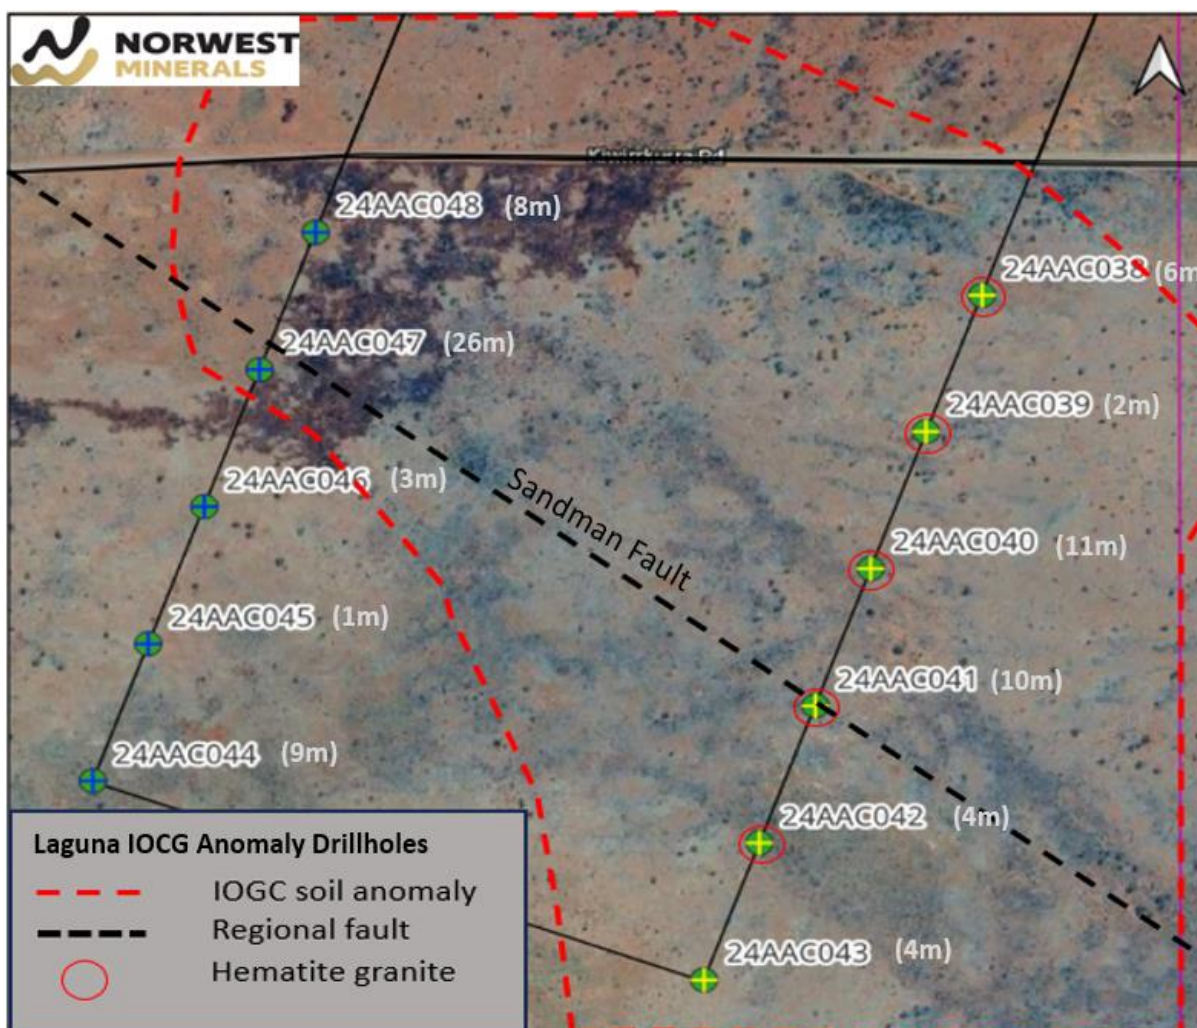 NORWEST
MINERALS
24AAC048 (8m)
24AAC038 (6m
24AAC047 (26m)
24AAC039 (2m)
24AAC046 (3m)
Sandman Fault
24AAC040 (11m)
24AAC045 (1m)
24AAC041 (10m)
24AAC044 (9m)
24AAC042 (4m)
24AAC043 (4m)
Laguna IOCG Anomaly Drillholes
IOGC soil anomaly
Regional fault
Hematite granite